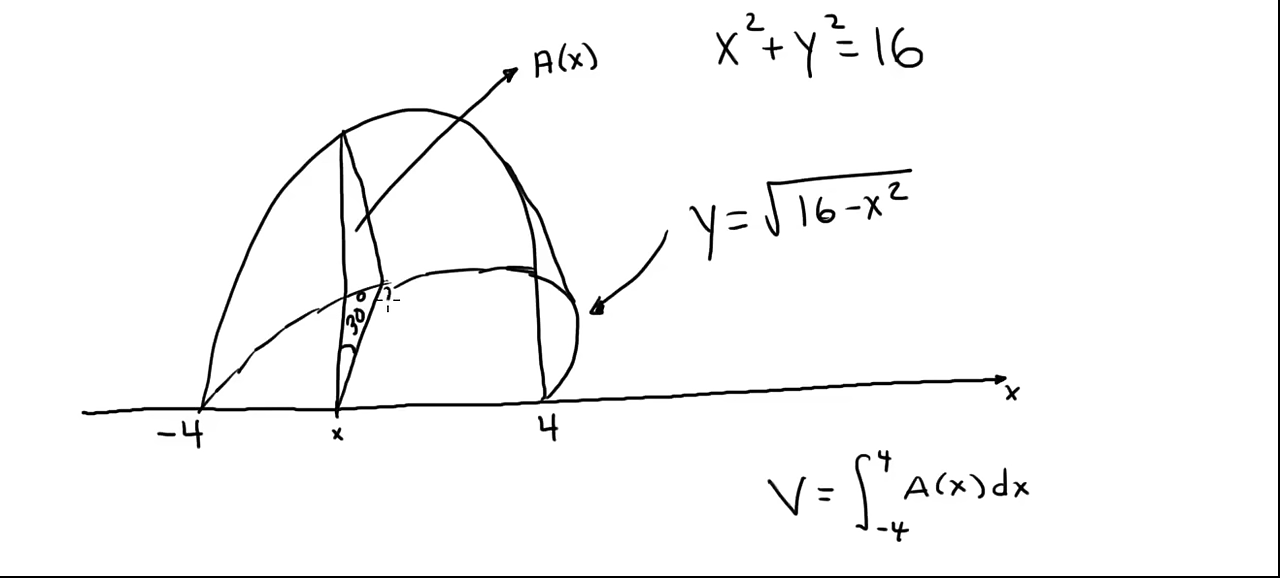 A(x)
x² + y² = 16
y = √16 - x²
30°
-4
x
4
x
V = ∫₋₄⁴ A(x) dx